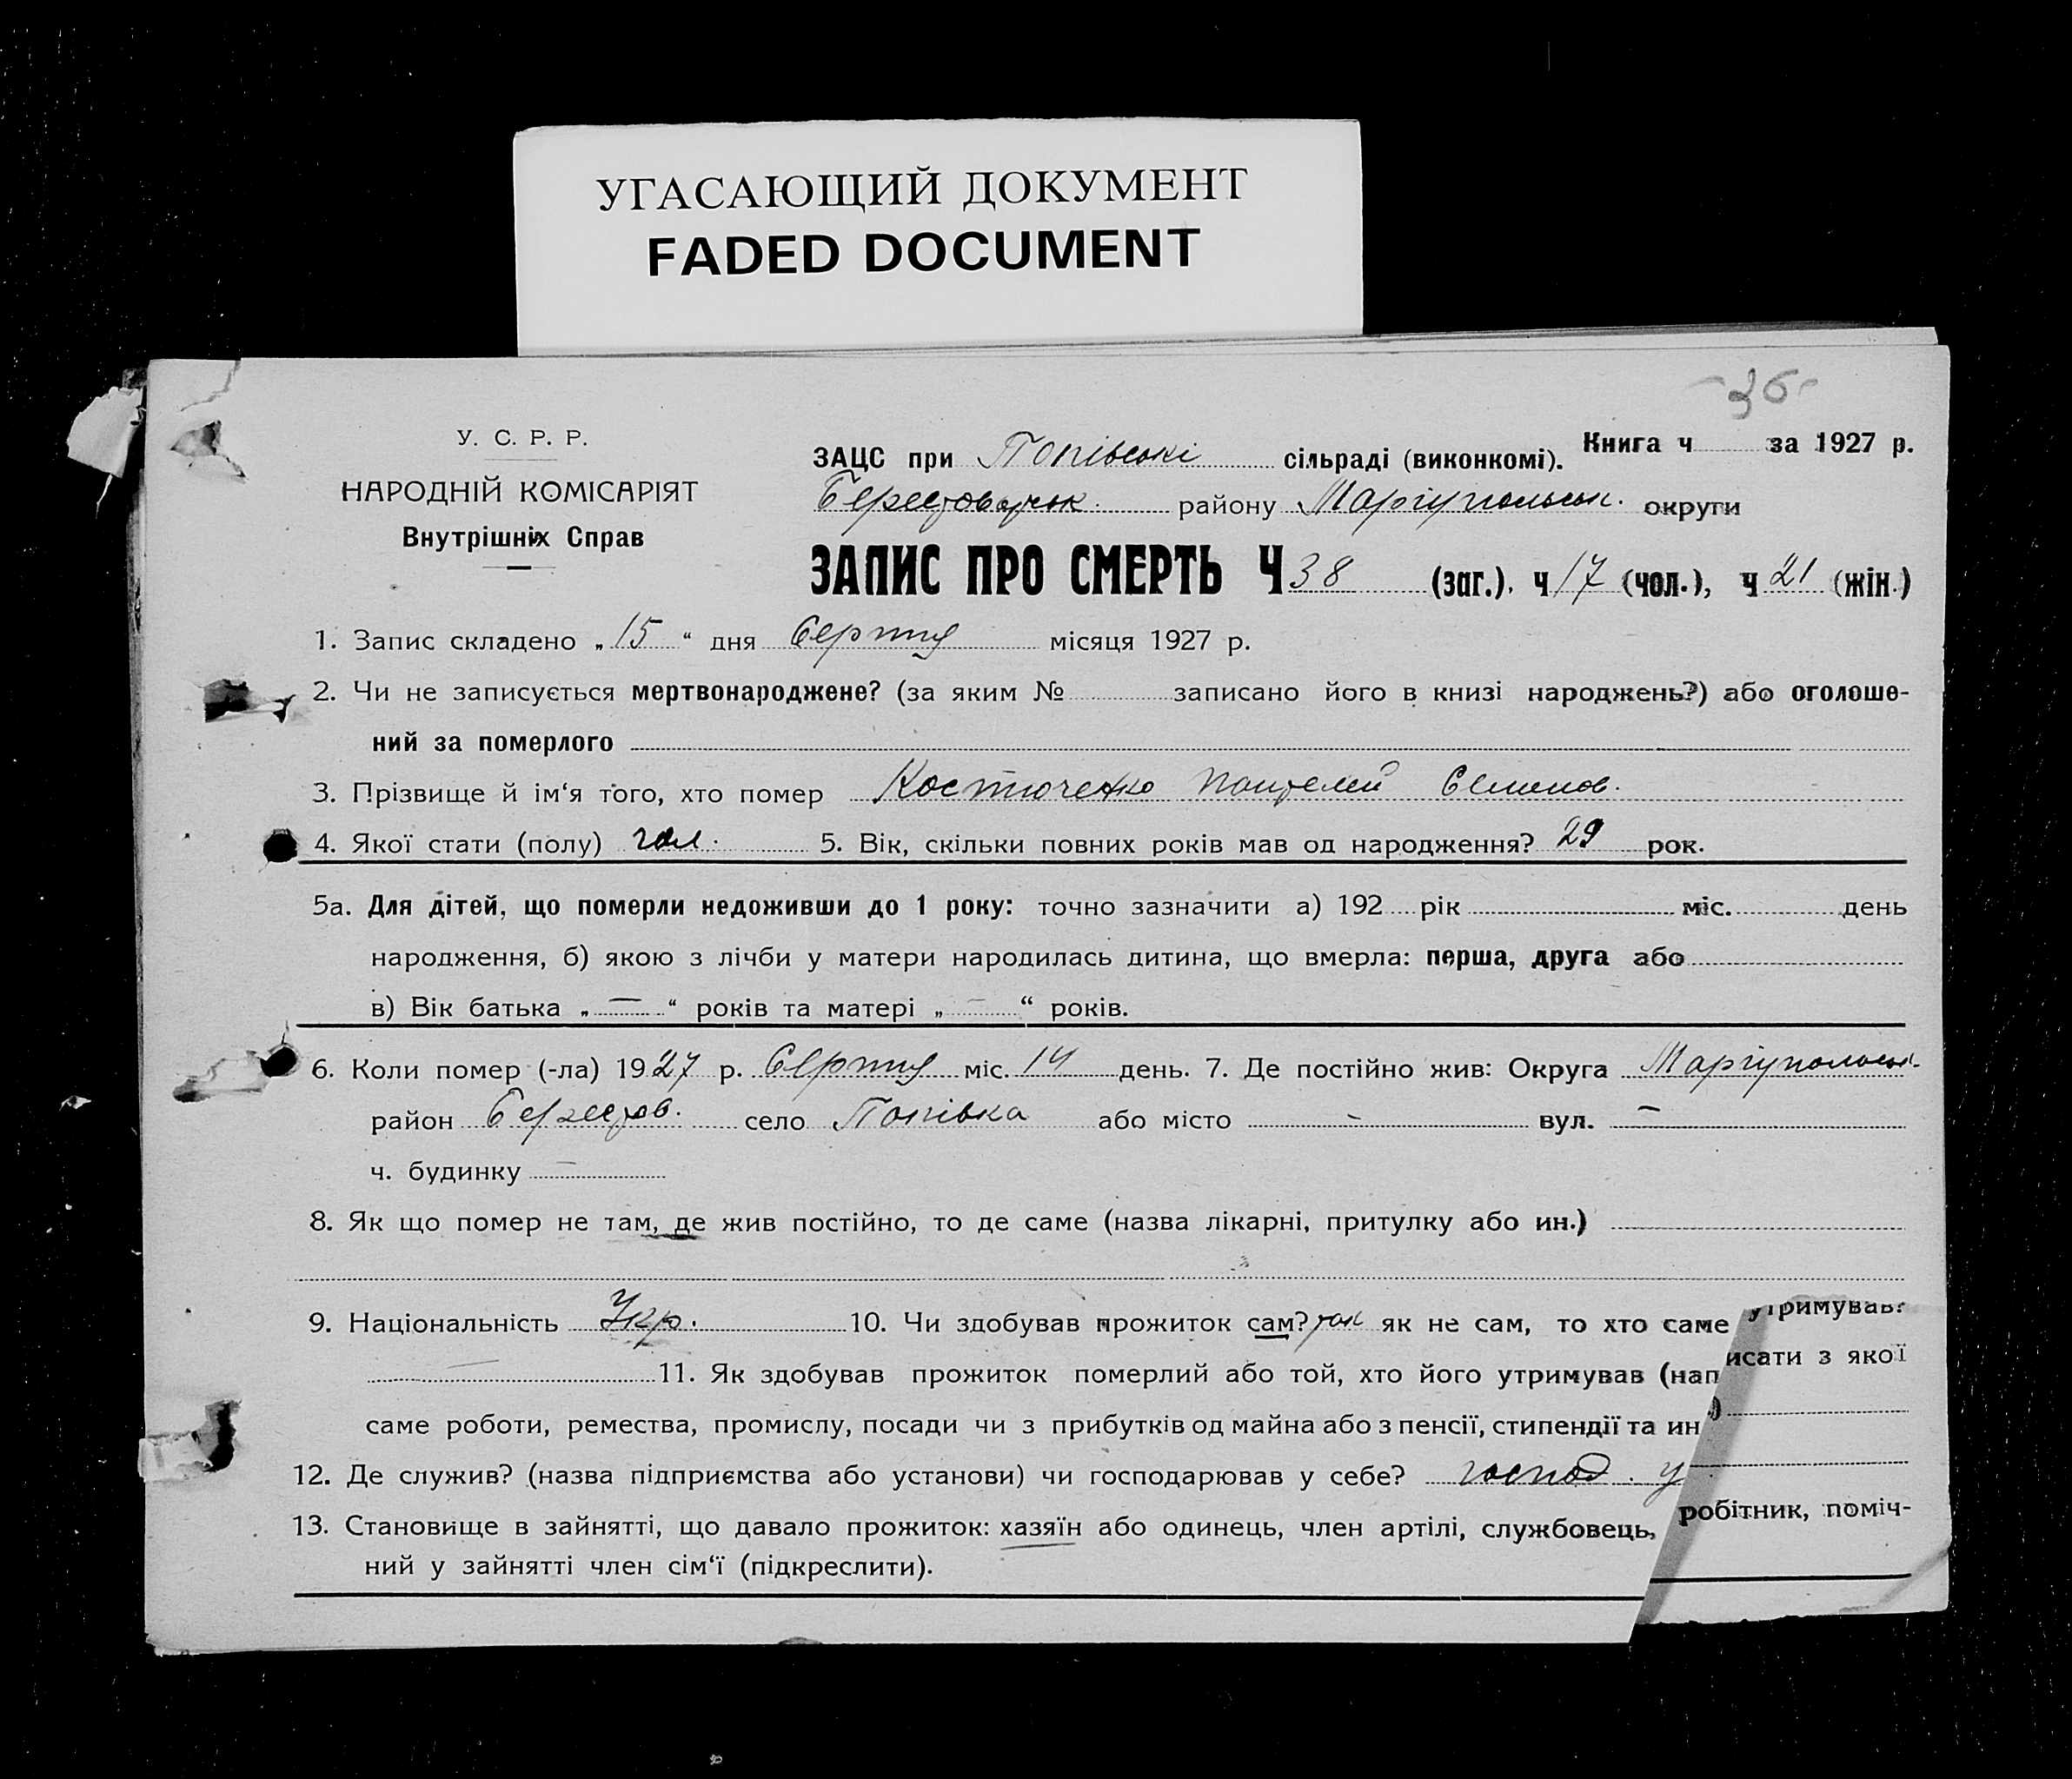 УГАСАЮЩИЙ ДОКУМЕНТ
FADED DOCUMENT
36
У. С. Р. Р.
НАРОДНІЙ КОМІСАРІЯТ
Внутрішніх Справ
Книга ч за 1927 р.
ЗАЦС при Попівські сільраді (виконкомі).
району Маріупольськ. округи
ЗАПИС ПРО СМЕРТЬ Ч 38 (заг.), ч 17 (чол.), ч 21 (жін.)
1. Запис складено „ 15 “ дня Серпня місяця 1927 р.
2. Чи не записується мертвонароджене? (за яким № записано його в книзі народжень?) або оголоше-
ний за померлого
3. Прізвище й ім‘я того, хто помер Костюченко Пантелей Семенов.
4. Якої стати (полу) чол. 5. Вік, скільки повних років мав од народження? 29 рок.
5а. Для дітей, що померли недоживши до 1 року: точно зазначити а) 192 рік міс. день
народження, б) якою з лічби у матери народилась дитина, що вмерла: перша, друга або
в) Вік батька „ — “ років та матері „ — “ років.
6. Коли помер (-ла) 1927 р. Серпня міс. 14 день. 7. Де постійно жив: Округа Маріупольськ.
район Берестов. село Попівка або місто - вул. —
ч. будинку —
8. Як що помер не там, де жив постійно, то де саме (назва лікарні, притулку або ин.)
9. Національність Укр. 10. Чи здобував прожиток сам? так як не сам, то хто саме утримував?
— 11. Як здобував прожиток померлий або той, хто його утримував (написати з якої
саме роботи, ремества, промислу, посади чи з прибутків од майна або з пенсії, стипендії та ин)
12. Де служив? (назва підприємства або установи) чи господарював у себе? господ. у
13. Становище в зайнятті, що давало прожиток: хазяїн або одинець, член артілі, службовець, робітник, поміч-
ний у зайнятті член сім‘ї (підкреслити).